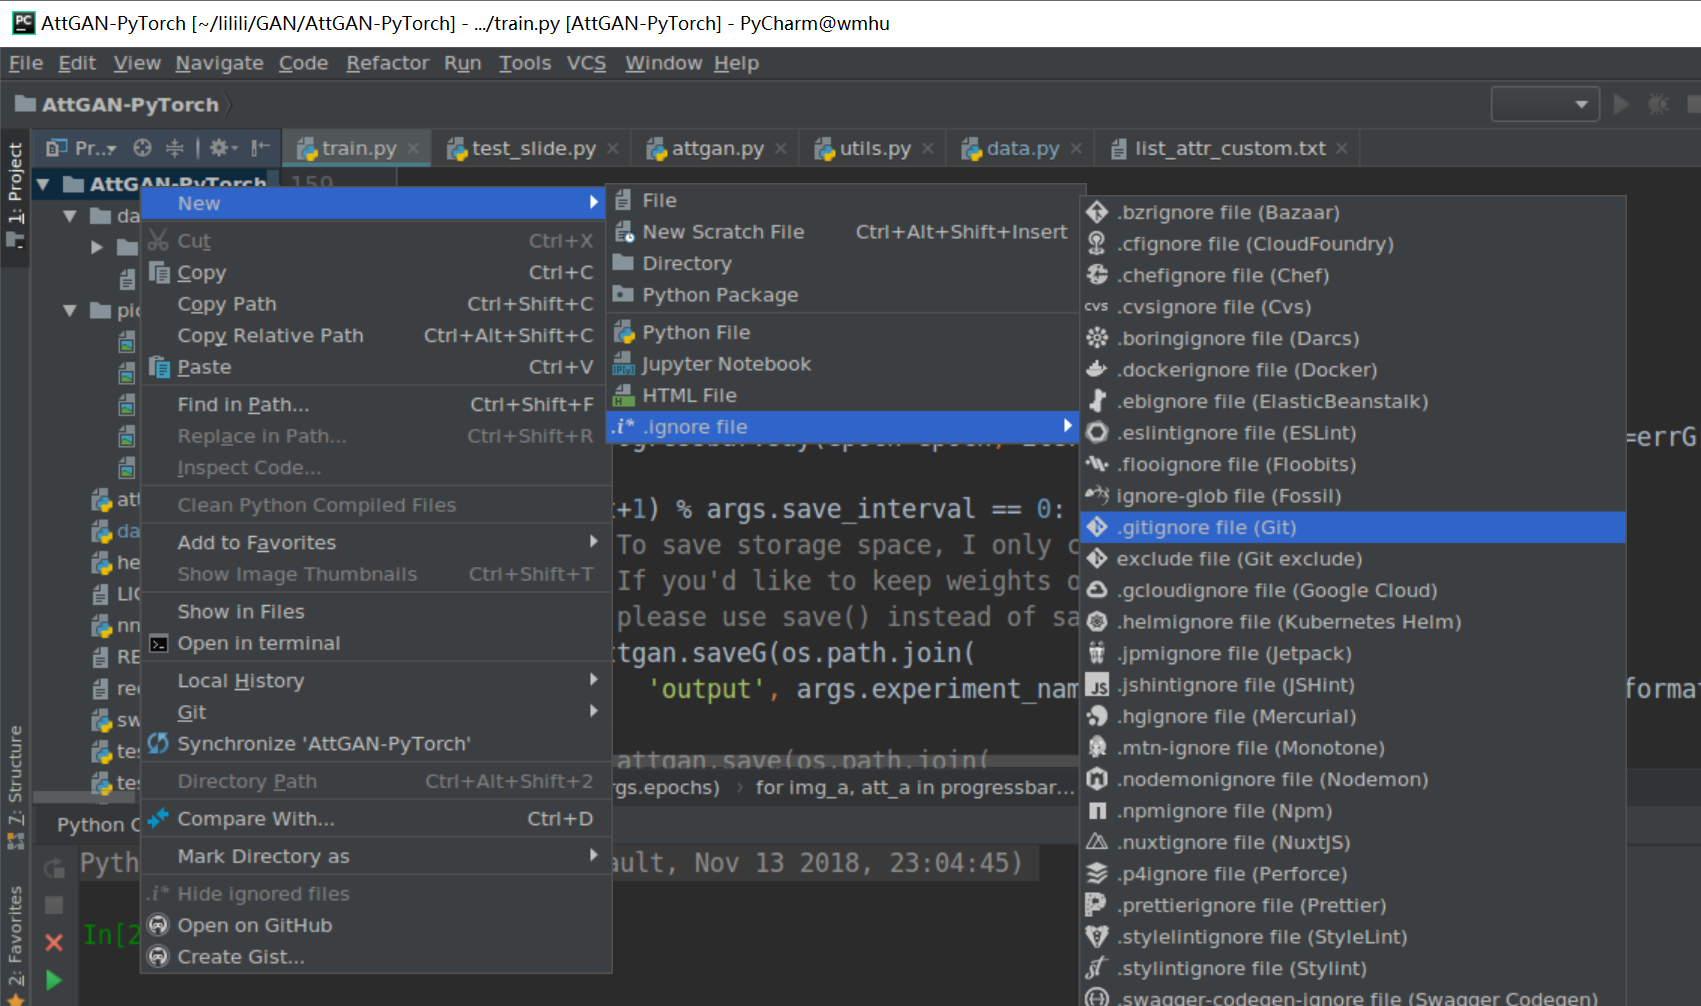 AttGAN-PyTorch [~/lilili/GAN/AttGAN-PyTorch] - .../train.py [AttGAN-PyTorch] - PyCharm@wmhu
File Edit View Navigate Code Refactor Run Tools VCS Window Help
AttGAN-PyTorch
1: Project
Pr...
train.py
test_slide.py
attgan.py
utils.py
data.py
list_attr_custom.txt
AttGAN-PyTorch
159
da
pic
att
da
he
LIC
nn
RE
rec
sw
tes
tes
New
Cut Ctrl+X
Copy Ctrl+C
Copy Path Ctrl+Shift+C
Copy Relative Path Ctrl+Alt+Shift+C
Paste Ctrl+V
Find in Path... Ctrl+Shift+F
Replace in Path... Ctrl+Shift+R
Inspect Code...
Clean Python Compiled Files
Add to Favorites
Show Image Thumbnails Ctrl+Shift+T
Show in Files
Open in terminal
Local History
Git
Synchronize 'AttGAN-PyTorch'
Directory Path Ctrl+Alt+Shift+2
Compare With... Ctrl+D
Mark Directory as
.i* Hide ignored files
Open on GitHub
Create Gist...
File
New Scratch File Ctrl+Alt+Shift+Insert
Directory
Python Package
Python File
Jupyter Notebook
HTML File
.i* .ignore file
.bzrignore file (Bazaar)
.cfignore file (CloudFoundry)
.chefignore file (Chef)
cvs .cvsignore file (Cvs)
.boringignore file (Darcs)
.dockerignore file (Docker)
.ebignore file (ElasticBeanstalk)
.eslintignore file (ESLint)
.flooignore file (Floobits)
ignore-glob file (Fossil)
.gitignore file (Git)
exclude file (Git exclude)
.gcloudignore file (Google Cloud)
.helmignore file (Kubernetes Helm)
.jpmignore file (Jetpack)
JS .jshintignore file (JSHint)
.hgignore file (Mercurial)
.mtn-ignore file (Monotone)
.nodemonignore file (Nodemon)
.npmignore file (Npm)
.nuxtignore file (NuxtJS)
.p4ignore file (Perforce)
.prettierignore file (Prettier)
.stylelintignore file (StyleLint)
.stylintignore file (Stylint)
.swagger-codegen-ignore file (Swagger Codegen)
=errG
t+1) % args.save_interval == 0:
To save storage space, I only c
If you'd like to keep weights o
please use save() instead of sa
ttgan.saveG(os.path.join(
'output', args.experiment_nam
format
attgan.save(os.path.join(
rgs.epochs) › for img_a, att_a in progressbar...
7: Structure
2: Favorites
Python C
Pyth
ault, Nov 13 2018, 23:04:45)
In[2